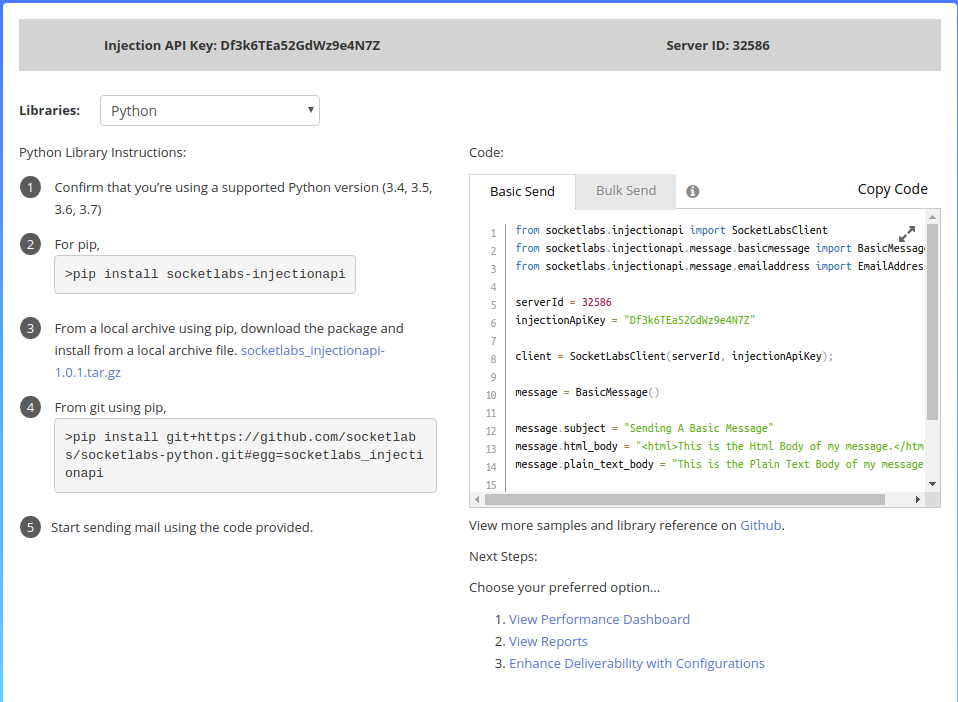 Injection API Key: Df3k6TEa52GdWz9e4N7Z
Server ID: 32586
Libraries:
Python
Python Library Instructions:
1
Confirm that you're using a supported Python version (3.4, 3.5,
3.6, 3.7)
2
For pip,
>pip install socketlabs-injectionapi
3
From a local archive using pip, download the package and
install from a local archive file. socketlabs_injectionapi-
1.0.1.tar.gz
4
From git using pip,
>pip install git+https://github.com/socketlab
s/socketlabs-python.git#egg=socketlabs_injecti
onapi
5
Start sending mail using the code provided.
Code:
Basic Send
Bulk Send
Copy Code
1 from socketlabs.injectionapi import SocketLabsClient
2 from socketlabs.injectionapi.message.basicmessage import BasicMessage
3 from socketlabs.injectionapi.message.emailaddress import EmailAddres
4
5 serverId = 32586
6 injectionApiKey = "Df3k6TEa52GdWz9e4N7Z"
7
8 client = SocketLabsClient(serverId, injectionApiKey);
9
10 message = BasicMessage()
11
12 message.subject = "Sending A Basic Message"
13 message.html_body = "<html>This is the Html Body of my message.</htm
14 message.plain_text_body = "This is the Plain Text Body of my message
15
View more samples and library reference on Github.
Next Steps:
Choose your preferred option...
1. View Performance Dashboard
2. View Reports
3. Enhance Deliverability with Configurations